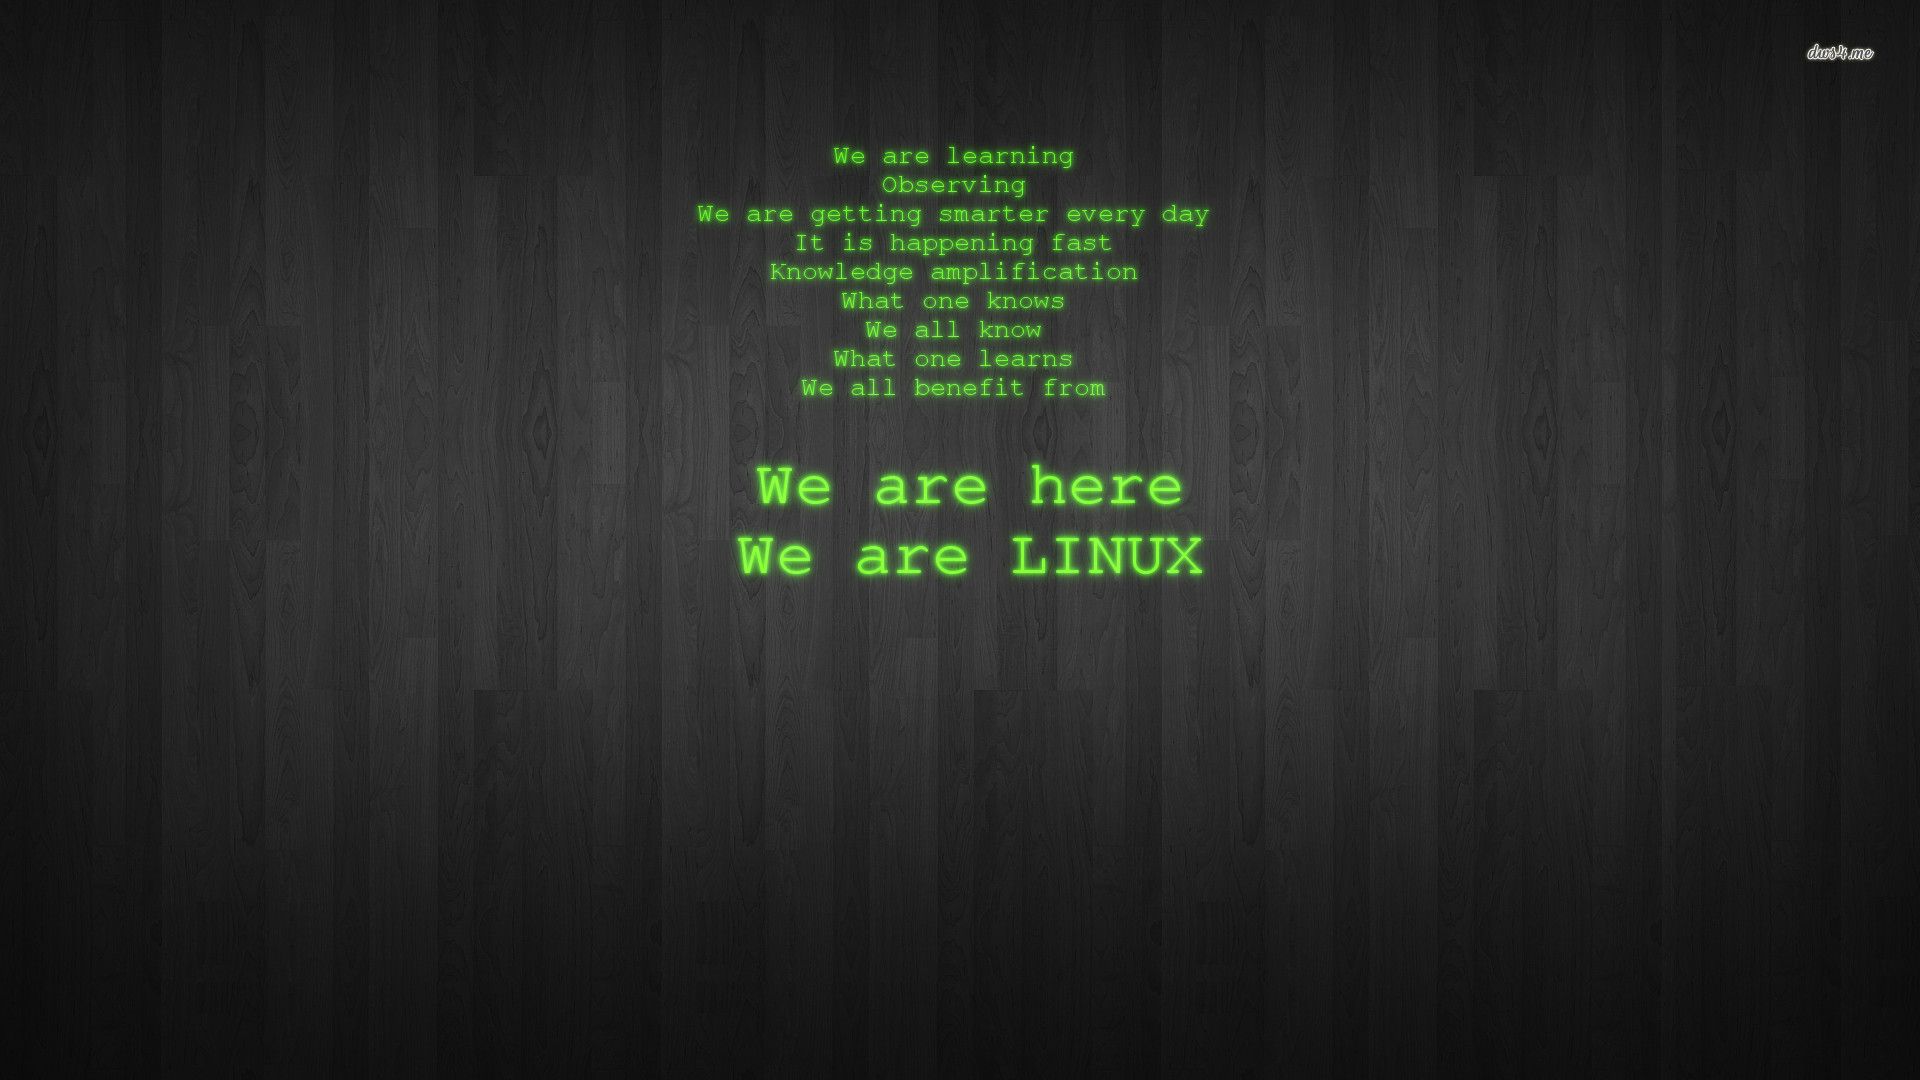 dws4.me
We are learning
Observing
We are getting smarter every day
It is happening fast
Knowledge amplification
What one knows
We all know
What one learns
We all benefit from
We are here
We are LINUX